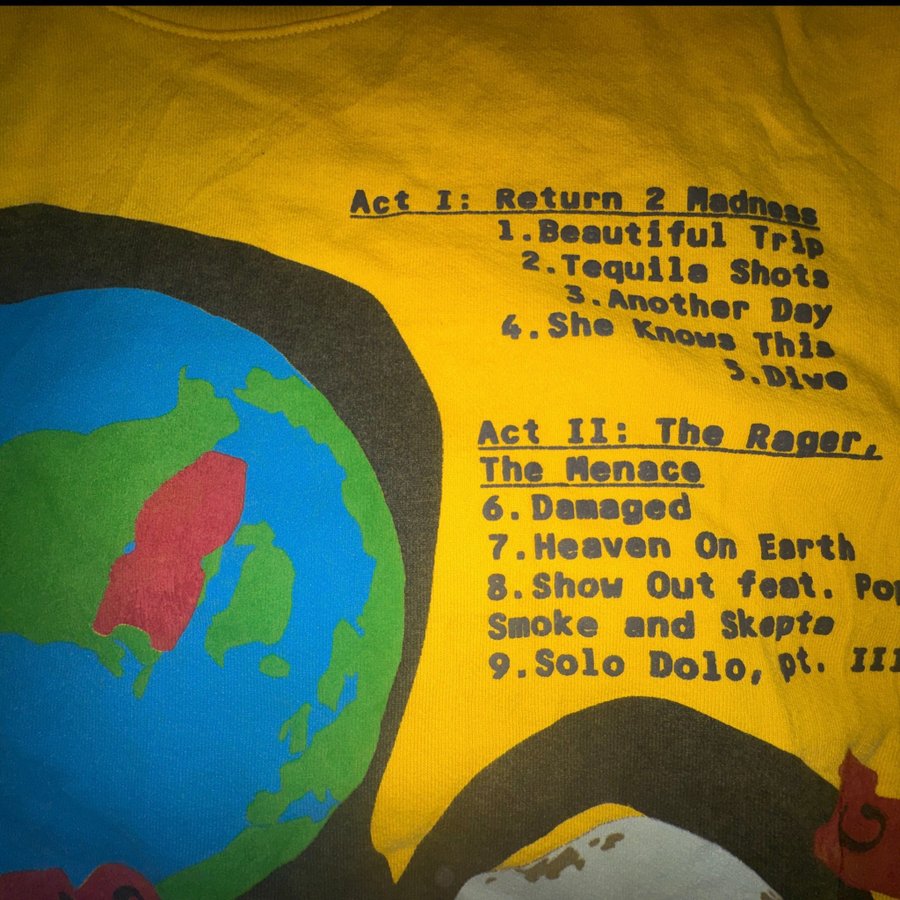 Act I: Return 2 Madness
1.Beautiful Trip
2.Tequila Shots
3.Another Day
4.She Knows This
5.Dive
Act II: The Rager,
The Menace
6.Damaged
7.Heaven On Earth
8.Show Out feat. Pop
Smoke and Skepta
9.Solo Dolo, pt. III